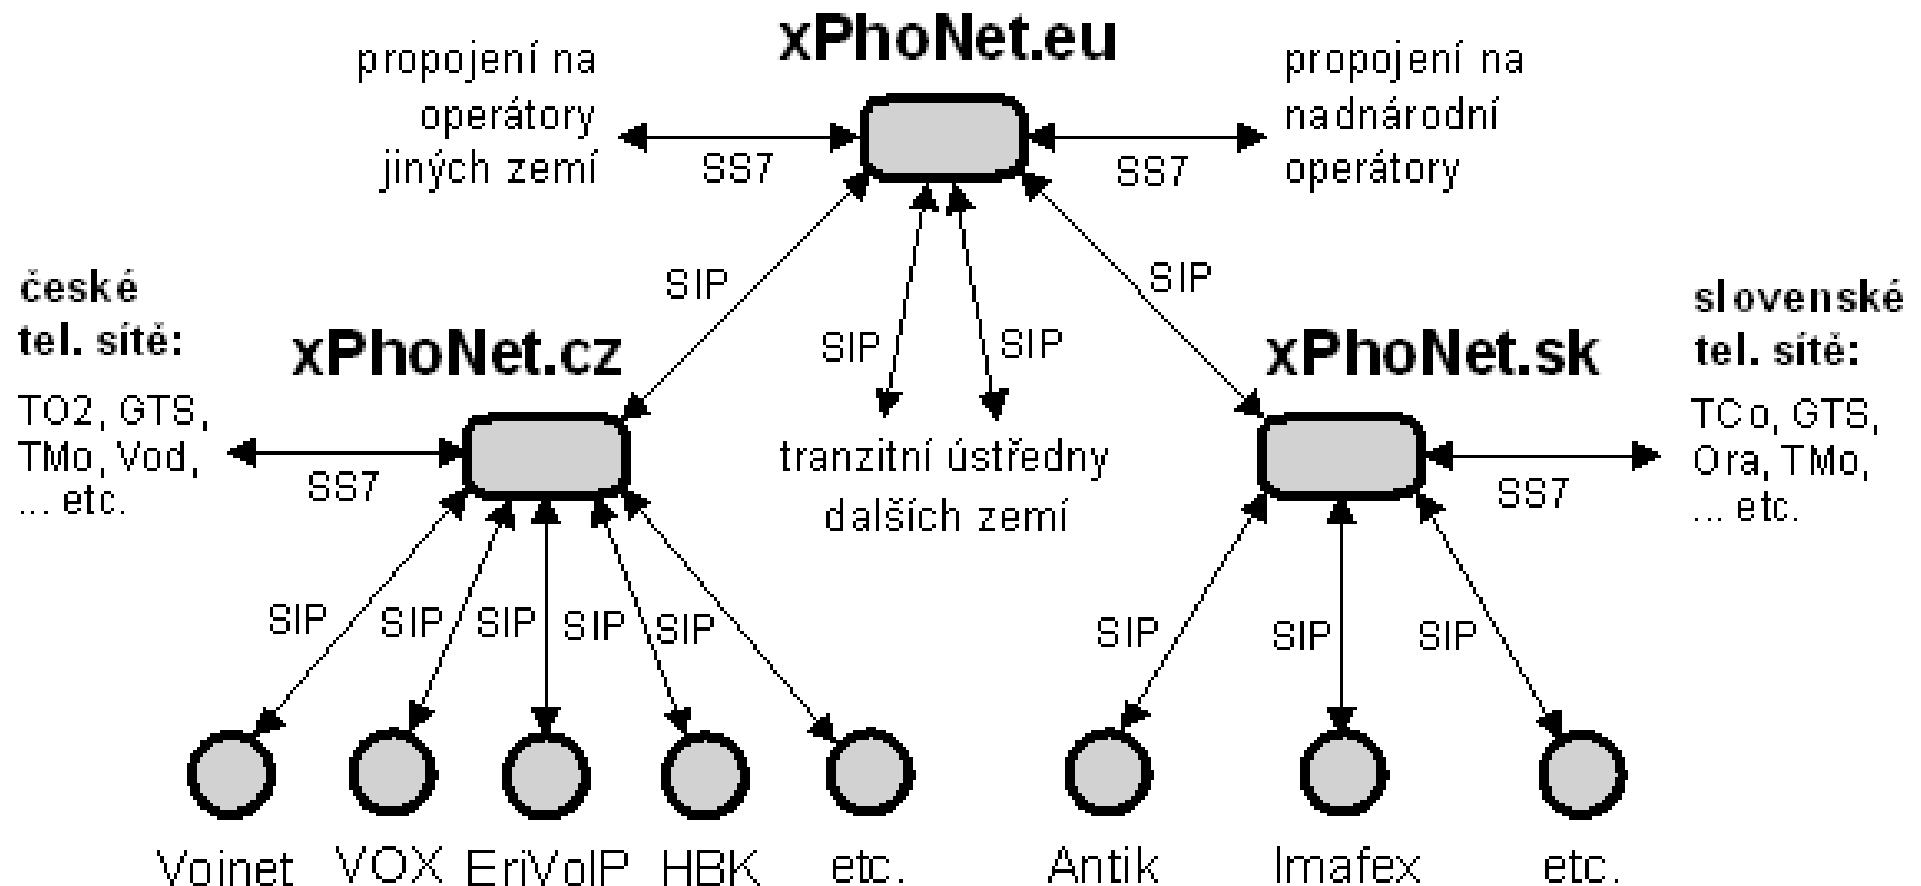 xPhoNet.eu
propojení na
operátory
jiných zemí
SS7
SS7
propojení na
nadnárodní
operátory
SIP
SIP
SIP
SIP
české
tel. sítě:
TO2, GTS,
TMo, Vod,
... etc.
xPhoNet.cz
SS7
tranzitní ústředny
dalších zemí
xPhoNet.sk
SS7
slovenské
tel. sítě:
TCo, GTS,
Ora, TMo,
... etc.
SIP
SIP
SIP
SIP
SIP
SIP
SIP
SIP
Voinet
VOX
EriVoIP
HBK
etc.
Antik
Imafex
etc.